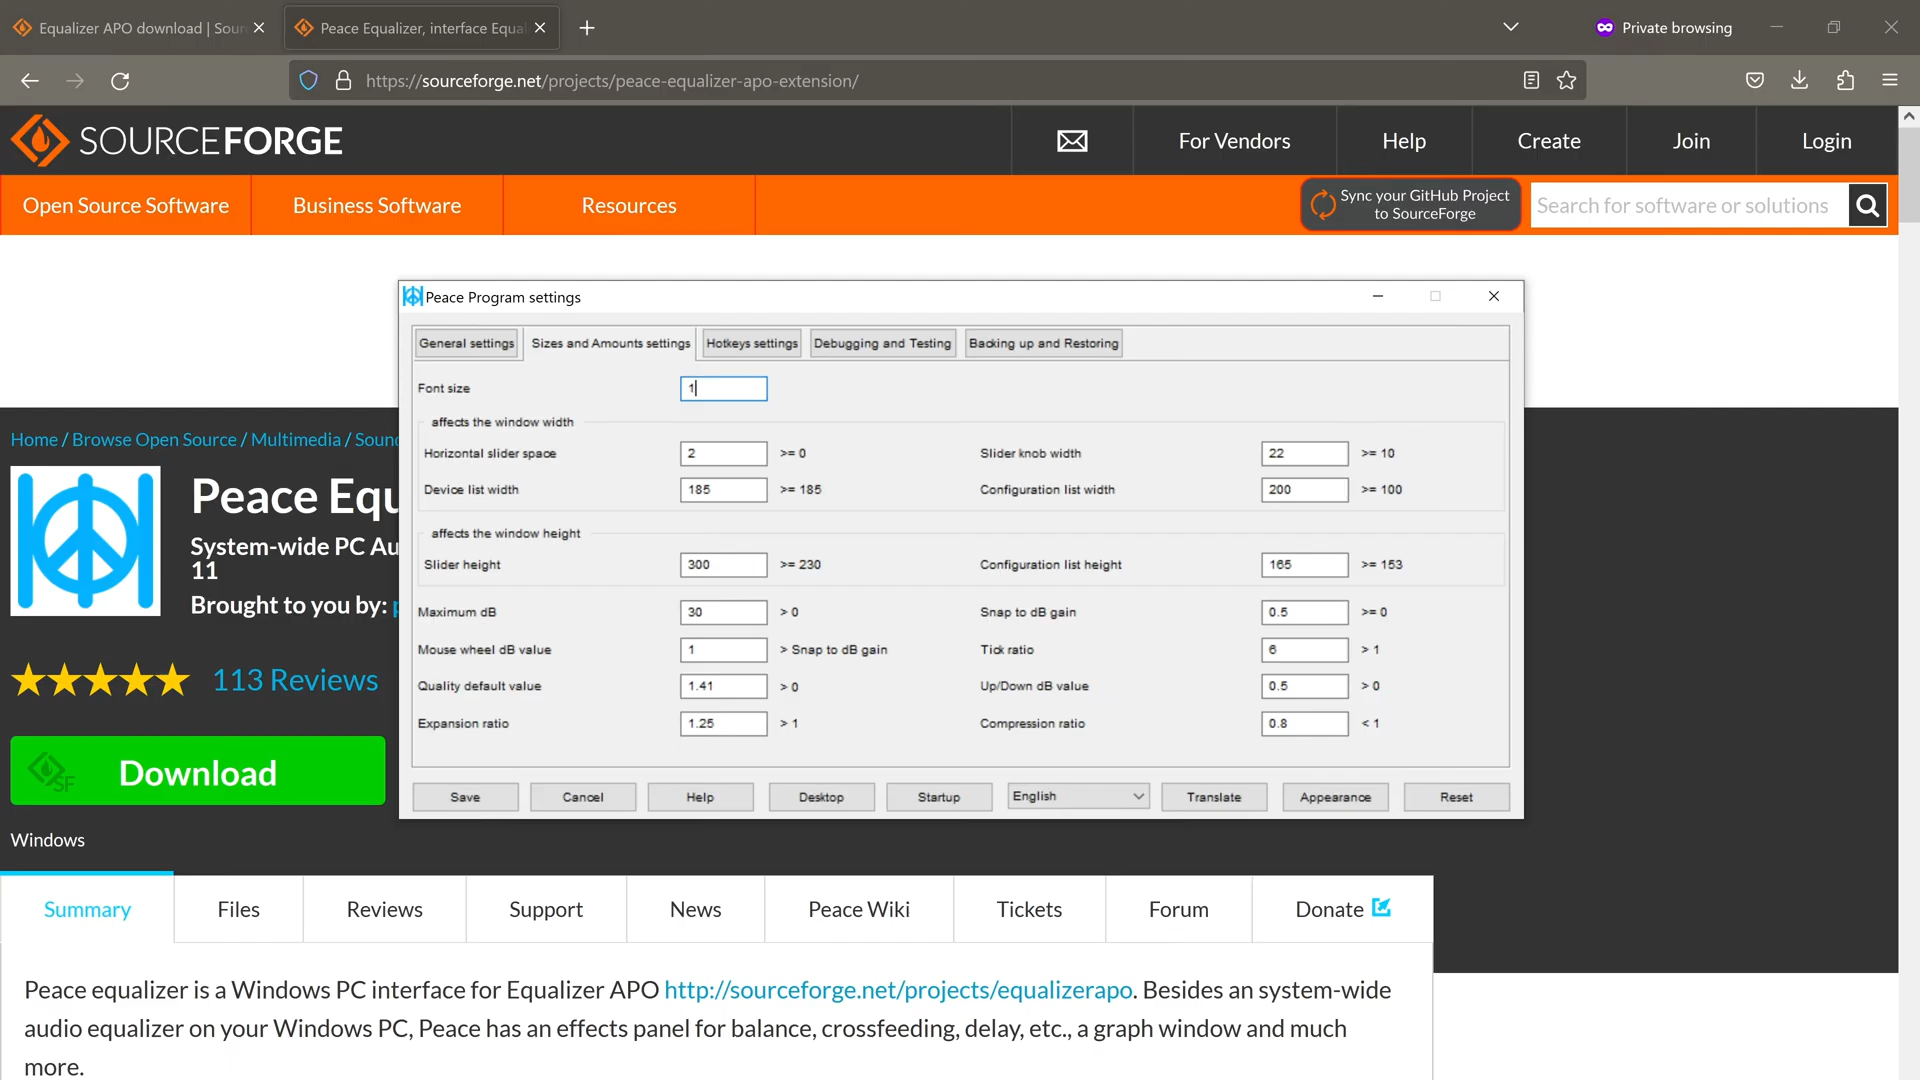 Equalizer APO download | Sour
Peace Equalizer, interface Equal
Private browsing
https://sourceforge.net/projects/peace-equalizer-apo-extension/
SOURCEFORGE
For Vendors
Help
Create
Join
Login
Open Source Software
Business Software
Resources
Sync your GitHub Project
to SourceForge
Search for software or solutions
Peace Program settings
General settings
Sizes and Amounts settings
Hotkeys settings
Debugging and Testing
Backing up and Restoring
Font size 1
affects the window width
Horizontal slider space 2 >= 0 Slider knob width 22 >= 10
Device list width 185 >= 185 Configuration list width 200 >= 100
affects the window height
Slider height 300 >= 230 Configuration list height 165 >= 153
Maximum dB 30 > 0 Snap to dB gain 0.5 >= 0
Mouse wheel dB value 1 > Snap to dB gain Tick ratio 6 > 1
Quality default value 1.41 > 0 Up/Down dB value 0.5 > 0
Expansion ratio 1.25 > 1 Compression ratio 0.8 < 1
Save Cancel Help Desktop Startup English Translate Appearance Reset
Home / Browse Open Source / Multimedia / Soun
Peace Equ
System-wide PC Au
11
Brought to you by:
113 Reviews
SF
Download
Windows
Summary
Files
Reviews
Support
News
Peace Wiki
Tickets
Forum
Donate
Peace equalizer is a Windows PC interface for Equalizer APO http://sourceforge.net/projects/equalizerapo. Besides an system-wide
audio equalizer on your Windows PC, Peace has an effects panel for balance, crossfeeding, delay, etc., a graph window and much
more.